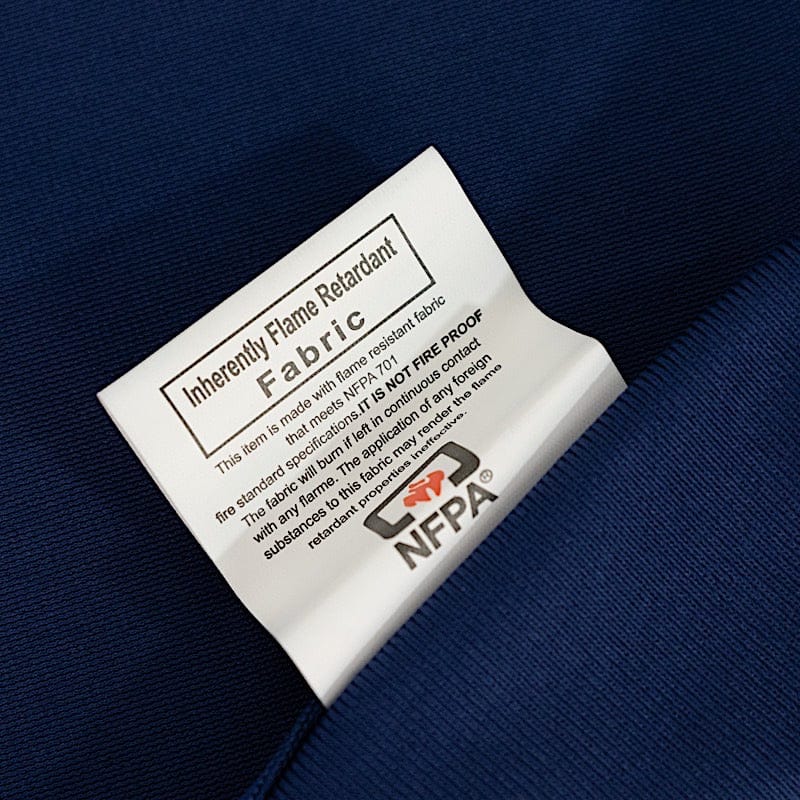 Inherently Flame Retardant
Fabric
This item is made with flame resistant fabric
that meets NFPA 701
fire standard specifications.IT IS NOT FIRE PROOF
The fabric will burn if left in continuous contact
with any flame. The application of any foreign
substances to this fabric may render the flame
retardant properties ineffective.
NFPA®